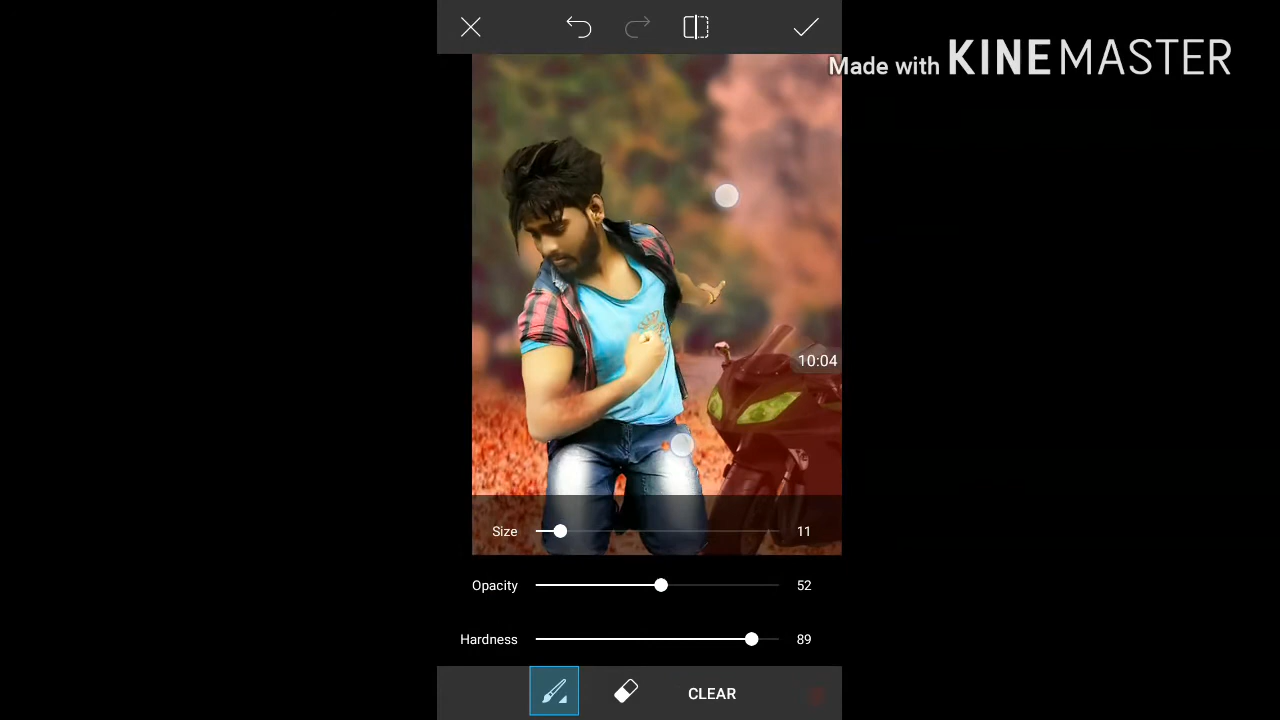 Made with KINEMASTER
10:04
Size 11
Opacity 52
Hardness 89
CLEAR